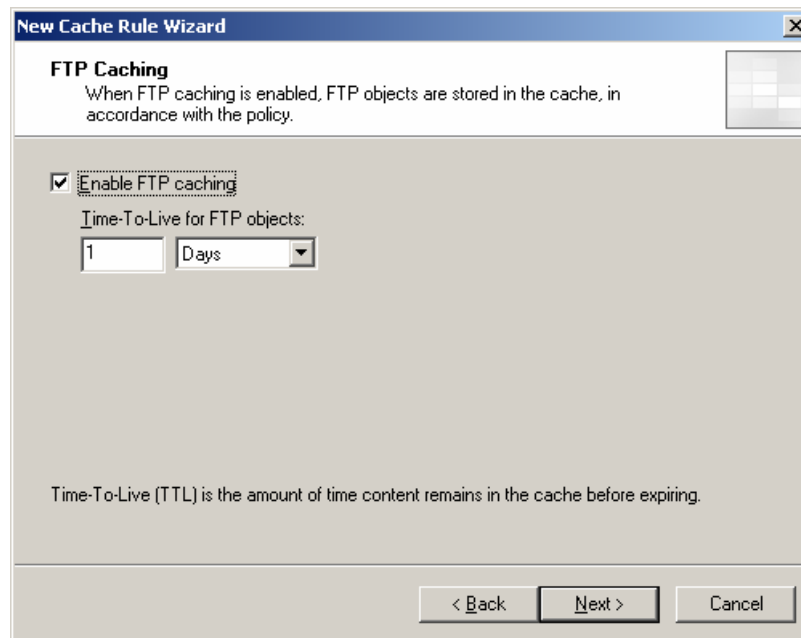 New Cache Rule Wizard
FTP Caching
When FTP caching is enabled, FTP objects are stored in the cache, in
accordance with the policy.
Enable FTP caching
Time-To-Live for FTP objects:
1 Days
Time-To-Live (TTL) is the amount of time content remains in the cache before expiring.
< Back Next > Cancel